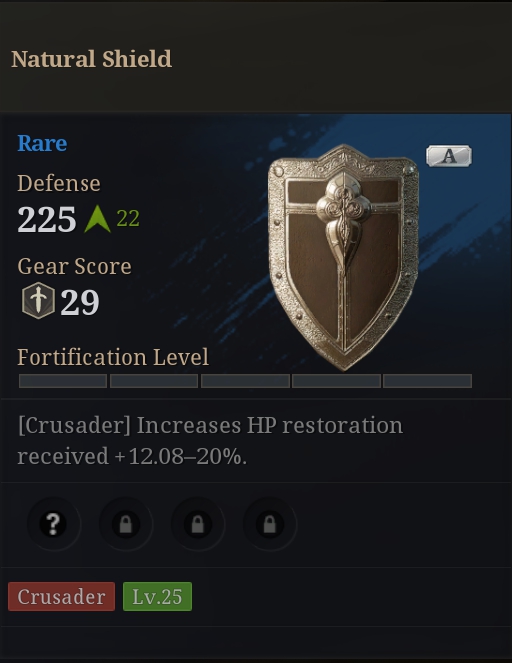 Natural Shield
Rare
A
Defense
225 22
Gear Score
29
Fortification Level
[Crusader] Increases HP restoration
received +12.08–20%.
?
Crusader Lv.25